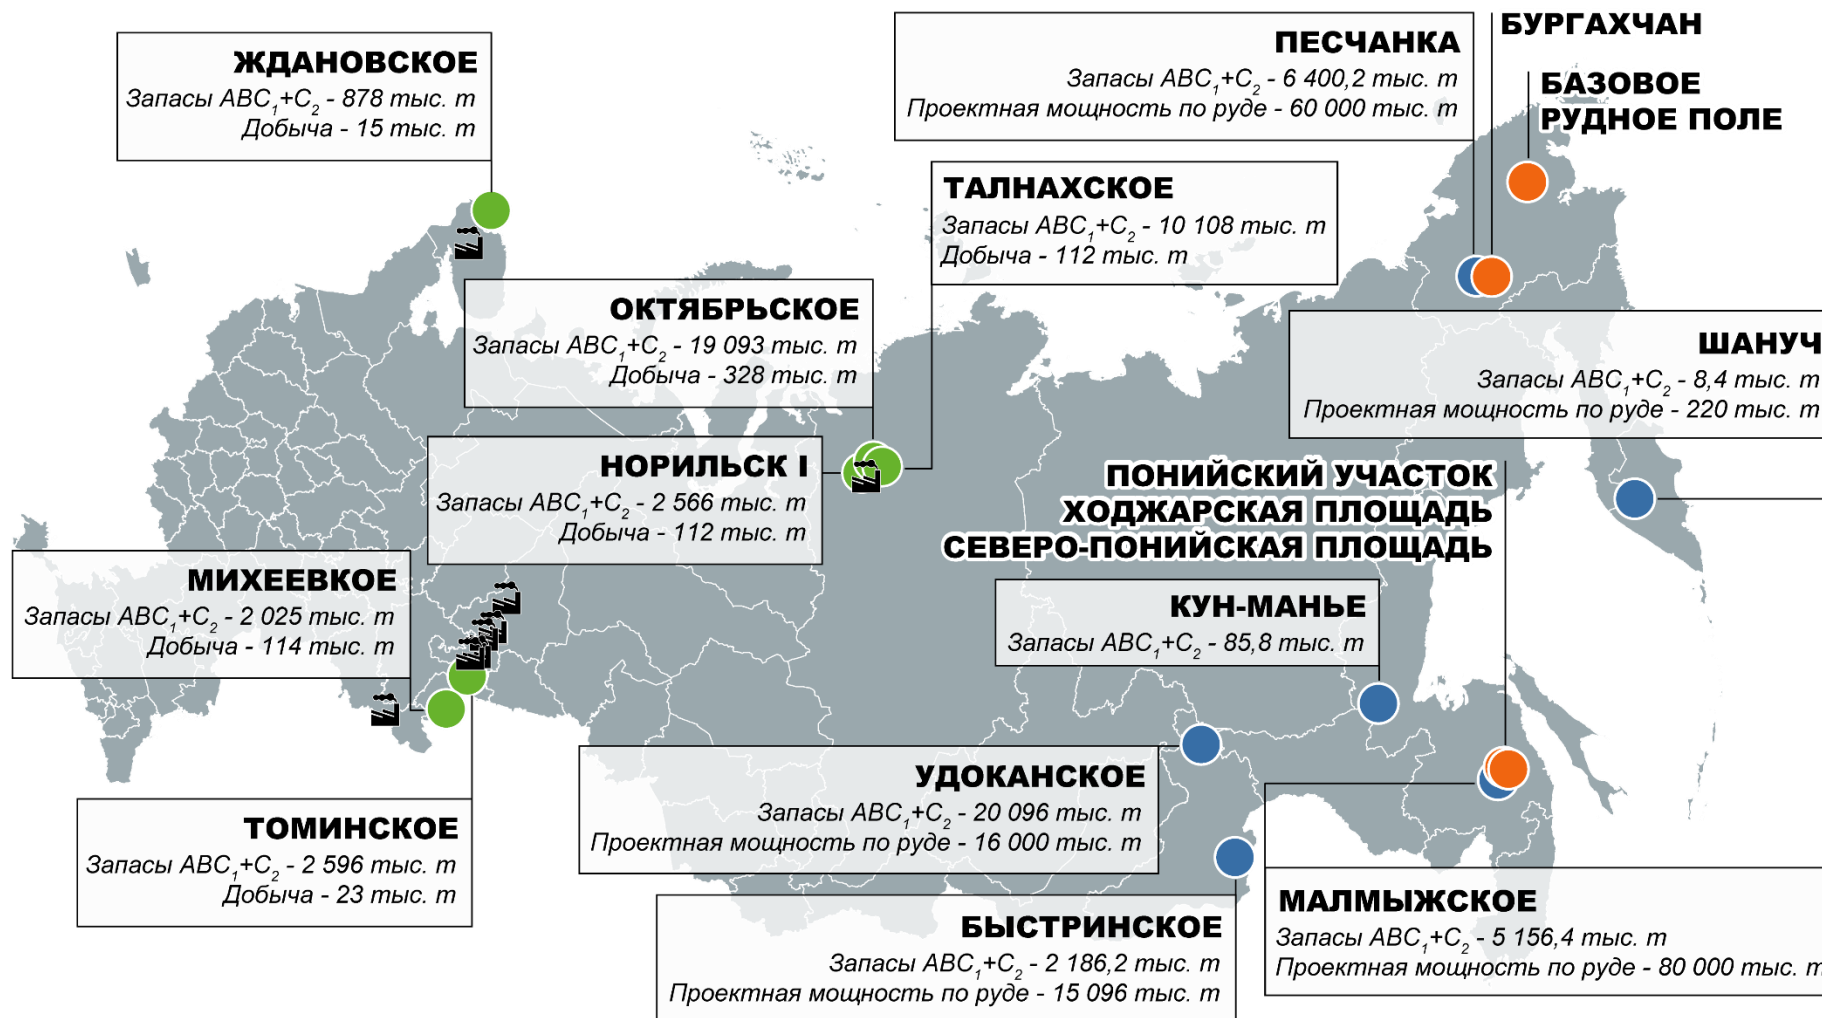 ЖДАНОВСКОЕ
Запасы ABC₁+C₂ - 878 тыс. т
Добыча - 15 тыс. т
ПЕСЧАНКА
Запасы ABC₁+C₂ - 6 400,2 тыс. т
Проектная мощность по руде - 60 000 тыс. т
БУРГАХЧАН
БАЗОВОЕ
РУДНОЕ ПОЛЕ
ТАЛНАХСКОЕ
Запасы ABC₁+C₂ - 10 108 тыс. т
Добыча - 112 тыс. т
ОКТЯБРЬСКОЕ
Запасы ABC₁+C₂ - 19 093 тыс. т
Добыча - 328 тыс. т
ШАНУЧ
Запасы ABC₁+C₂ - 8,4 тыс. т
Проектная мощность по руде - 220 тыс. т
НОРИЛЬСК I
Запасы ABC₁+C₂ - 2 566 тыс. т
Добыча - 112 тыс. т
ПОНИЙСКИЙ УЧАСТОК
ХОДЖАРСКАЯ ПЛОЩАДЬ
СЕВЕРО-ПОНИЙСКАЯ ПЛОЩАДЬ
МИХЕЕВКОЕ
Запасы ABC₁+C₂ - 2 025 тыс. т
Добыча - 114 тыс. т
КУН-МАНЬЕ
Запасы ABC₁+C₂ - 85,8 тыс. т
УДОКАНСКОЕ
Запасы ABC₁+C₂ - 20 096 тыс. т
Проектная мощность по руде - 16 000 тыс. т
ТОМИНСКОЕ
Запасы ABC₁+C₂ - 2 596 тыс. т
Добыча - 23 тыс. т
БЫСТРИНСКОЕ
Запасы ABC₁+C₂ - 2 186,2 тыс. т
Проектная мощность по руде - 15 096 тыс. т
МАЛМЫЖСКОЕ
Запасы ABC₁+C₂ - 5 156,4 тыс. т
Проектная мощность по руде - 80 000 тыс. т